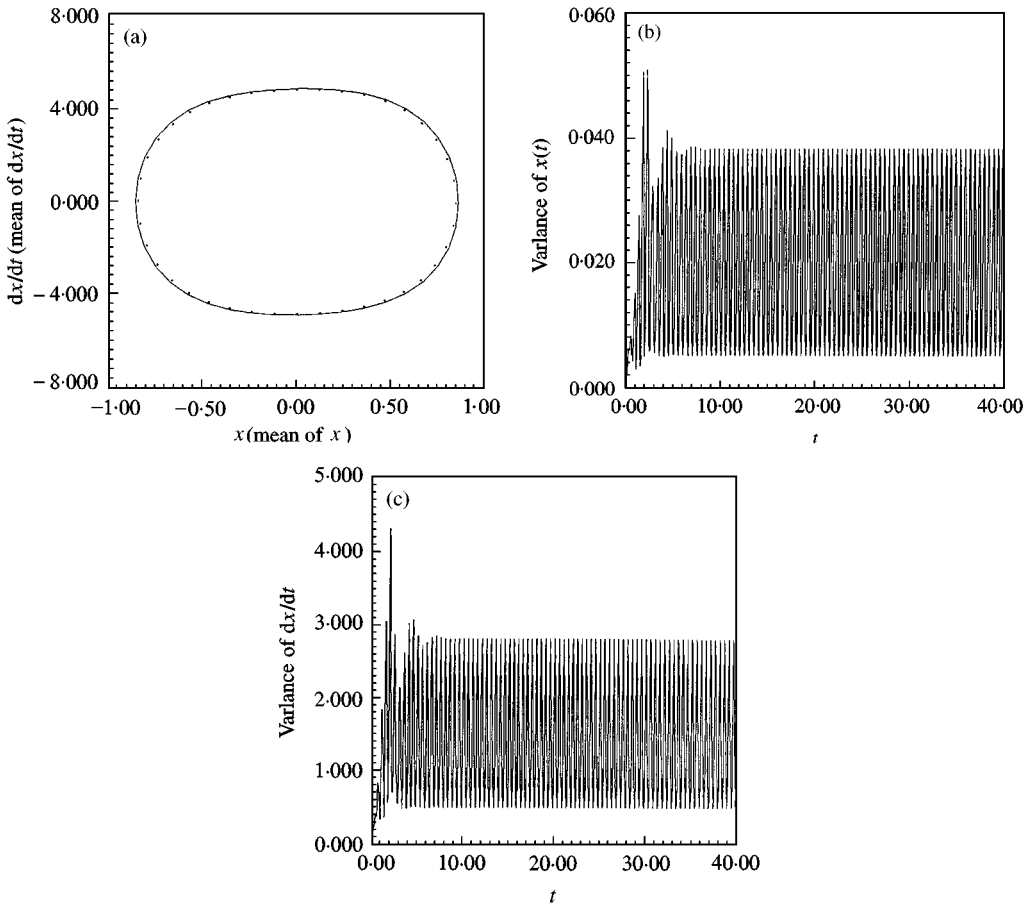 (a)
8·000
4·000
0·000
−4·000
−8·000
dx/dt (mean of dx/dt)
−1·00 −0·50 0·00 0·50 1·00
x (mean of x)
(b)
0·060
0·040
0·020
0·000
Varlance of x(t)
0·00 10·00 20·00 30·00 40·00
t
(c)
5·000
4·000
3·000
2·000
1·000
0·000
Varlance of dx/dt
0·00 10·00 20·00 30·00 40·00
t